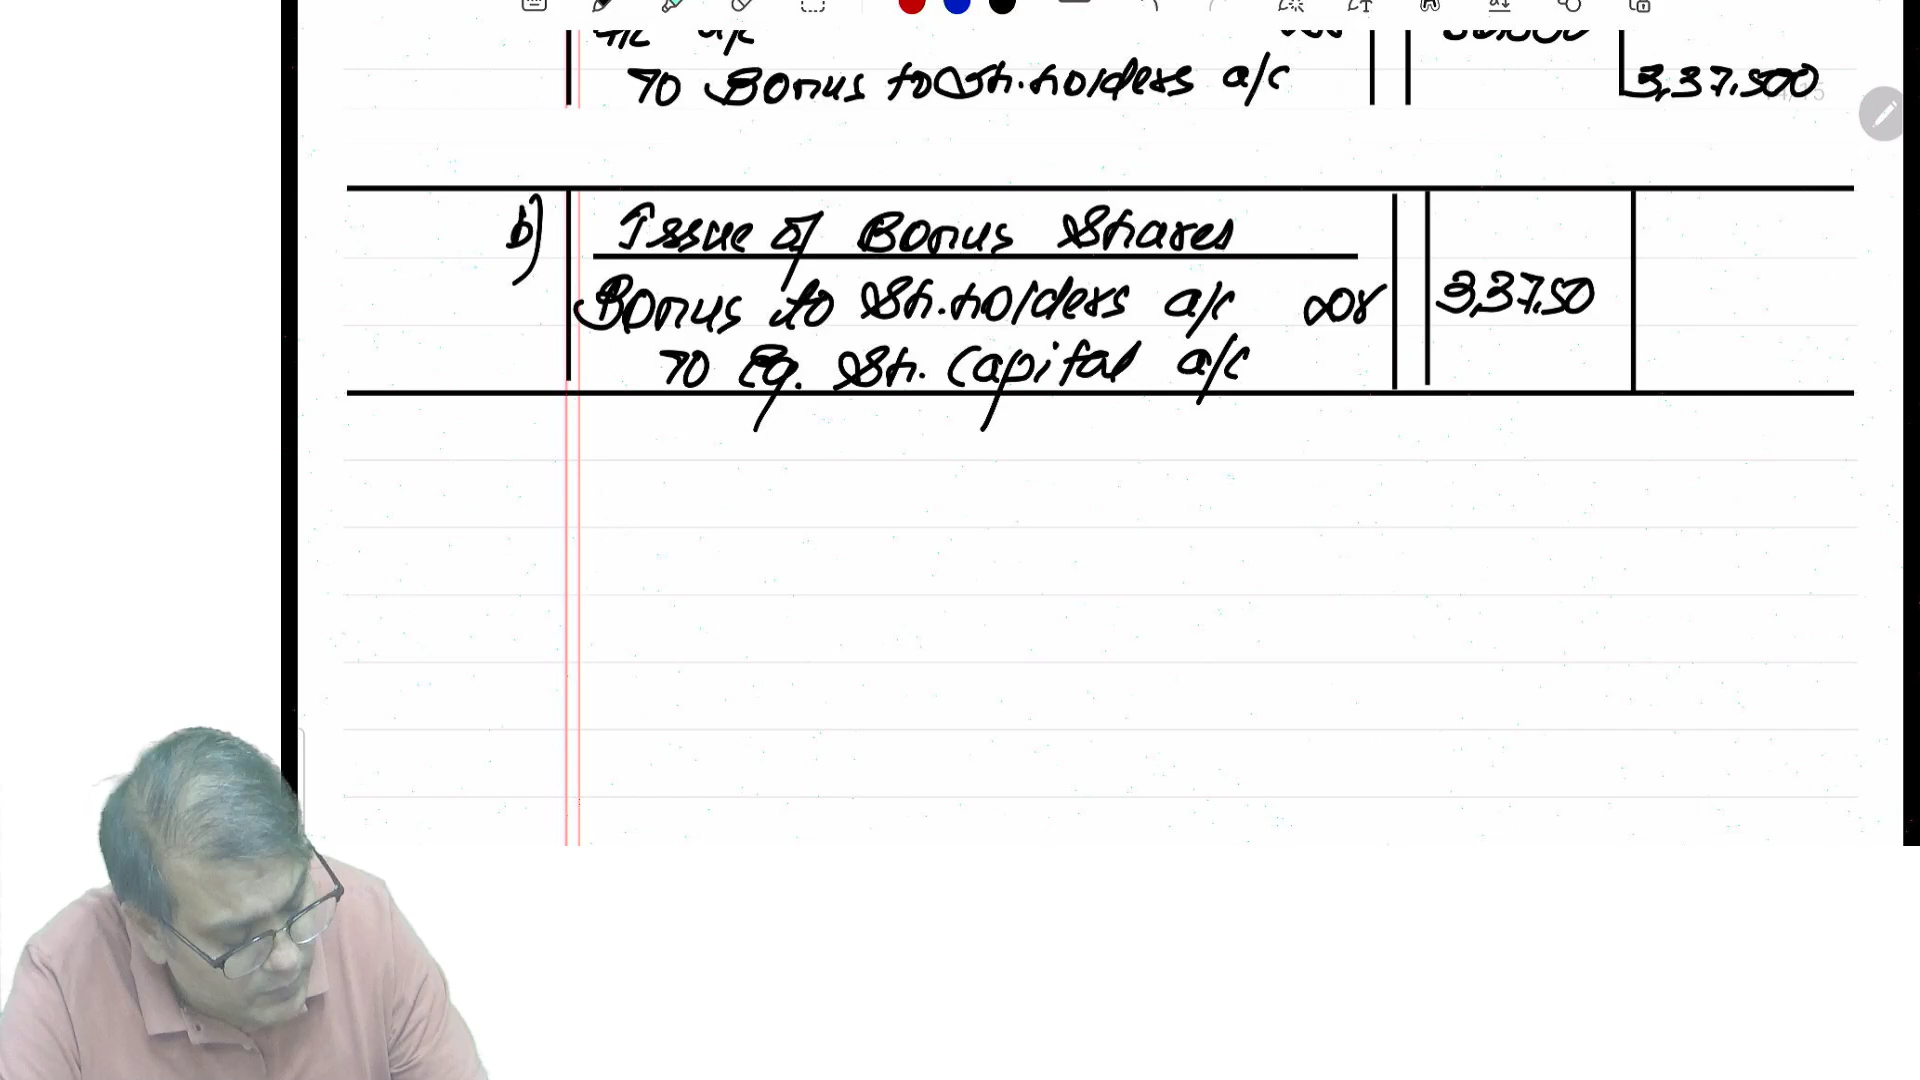 To Bonus to Sh.holders a/c 3,37,500
b) Issue of Bonus Shares
Bonus to Sh.holders a/c Dr 3,37,50
To Eq. Sh. Capital a/c